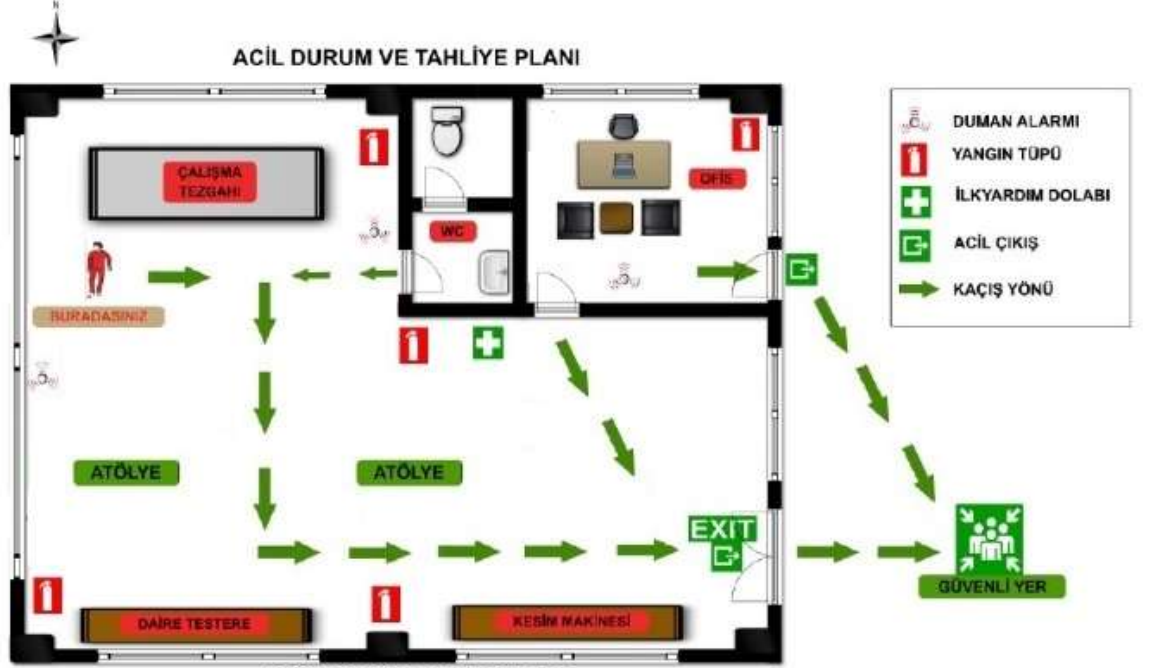 N
ACİL DURUM VE TAHLİYE PLANI
DUMAN ALARMI
YANGIN TÜPÜ
İLKYARDIM DOLABI
ACİL ÇIKIŞ
KAÇIŞ YÖNÜ
ÇALIŞMA
TEZGAHI
OFİS
WC
BURADASINIZ
ATÖLYE
ATÖLYE
EXIT
GÜVENLİ YER
DAİRE TESTERE
KESİM MAKİNESİ